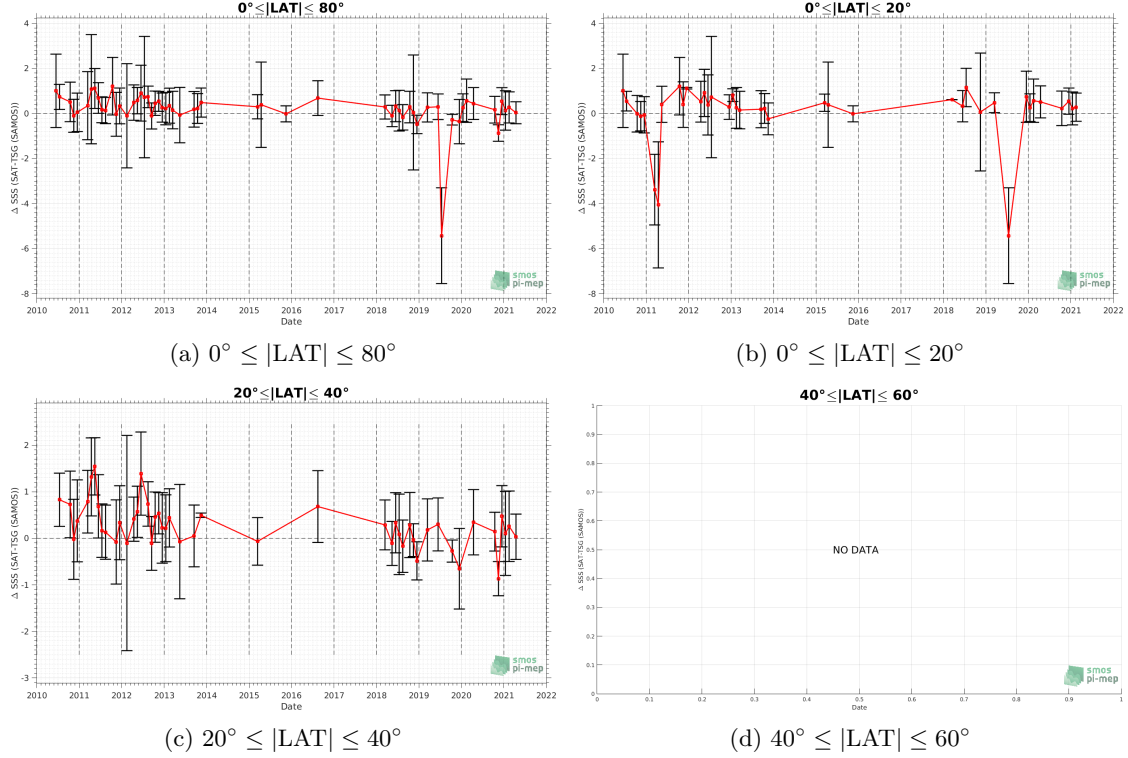 0°≤|LAT|≤ 80°
Δ SSS (SAT-TSG (SAMOS))
4
2
0
-2
-4
-6
-8
2010 2011 2012 2013 2014 2015 2016 2017 2018 2019 2020 2021 2022
Date
smos
pi-mep
(a) 0° ≤ |LAT| ≤ 80°
0°≤|LAT|≤ 20°
Δ SSS (SAT-TSG (SAMOS))
4
2
0
-2
-4
-6
-8
2010 2011 2012 2013 2014 2015 2016 2017 2018 2019 2020 2021 2022
Date
smos
pi-mep
(b) 0° ≤ |LAT| ≤ 20°
20°≤|LAT|≤ 40°
Δ SSS (SAT-TSG (SAMOS))
2
1
0
-1
-2
-3
2010 2011 2012 2013 2014 2015 2016 2017 2018 2019 2020 2021 2022
Date
smos
pi-mep
(c) 20° ≤ |LAT| ≤ 40°
40°≤|LAT|≤ 60°
Δ SSS (SAT-TSG (SAMOS))
1
0.9
0.8
0.7
0.6
0.5
0.4
0.3
0.2
0.1
0
NO DATA
0 0.1 0.2 0.3 0.4 0.5 0.6 0.7 0.8 0.9 1
Date
smos
pi-mep
(d) 40° ≤ |LAT| ≤ 60°